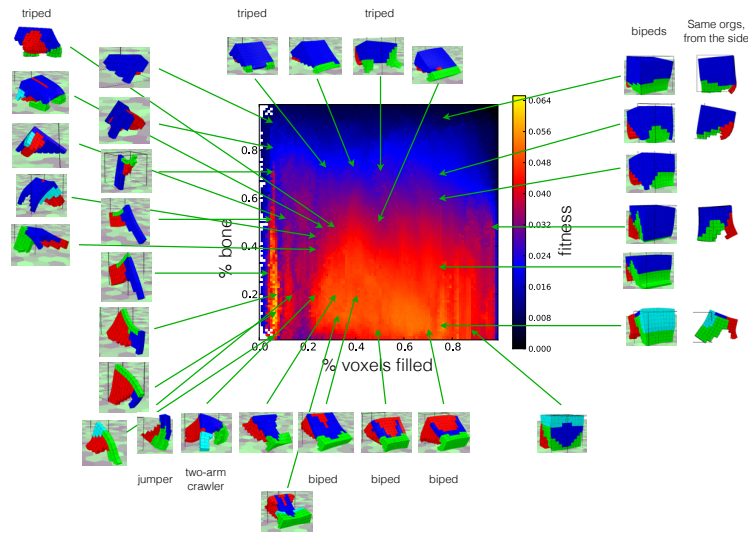 triped
triped
triped
bipeds
Same orgs,
from the side
0.8
0.6
0.4
0.2
% bone
0.0
0.2
0.4
0.6
0.8
% voxels filled
0.064
0.056
0.048
0.040
0.032
0.024
0.016
0.008
0.000
fitness
jumper
two-arm
crawler
biped
biped
biped